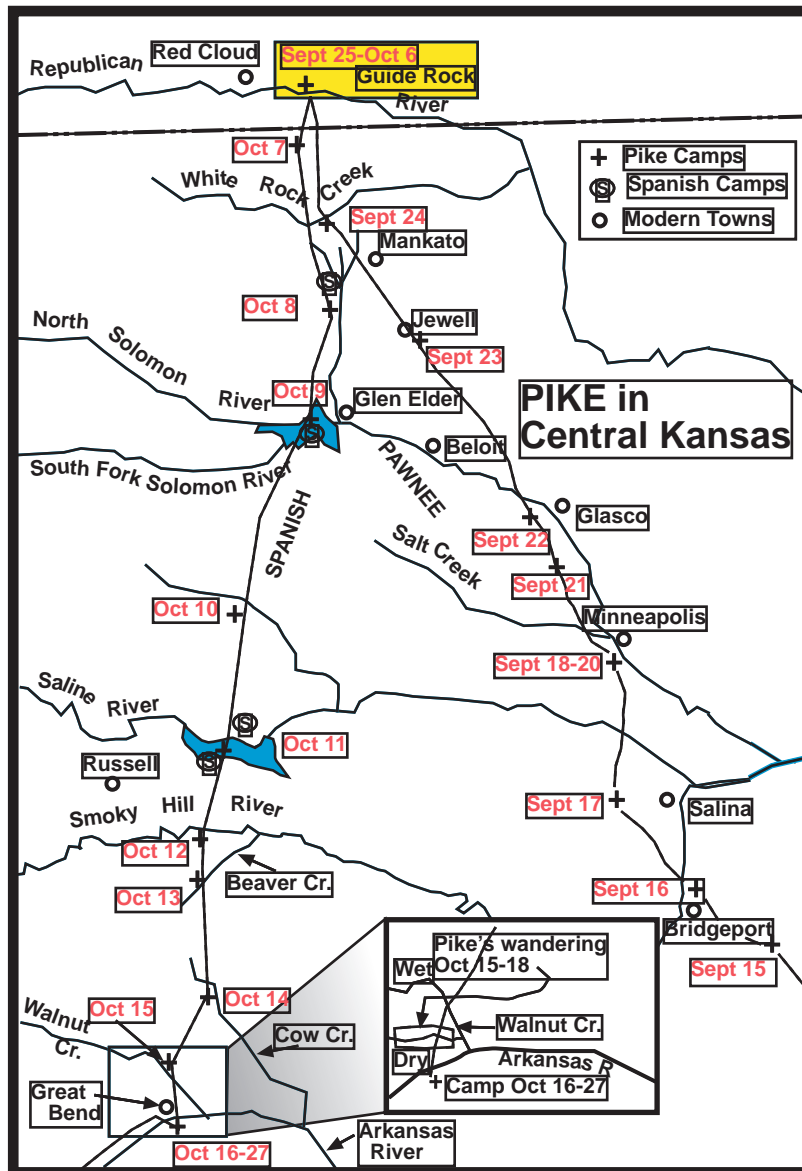 Red Cloud
Sept 25-Oct 6
Guide Rock
Republican
River
Oct 7
Pike Camps
S
Spanish Camps
Modern Towns
White Rock Creek
Sept 24
Mankato
S
Oct 8
North Solomon River
Jewell
Sept 23
Oct 9
Glen Elder
PIKE in
Central Kansas
S
Beloit
South Fork Solomon River
PAWNEE
SPANISH
Glasco
Sept 22
Salt Creek
Sept 21
Oct 10
Minneapolis
Sept 18-20
Saline River
S
Oct 11
S
Russell
Sept 17
Salina
Smoky Hill River
Oct 12
Beaver Cr.
Oct 13
Sept 16
Bridgeport
Sept 15
Pike's wandering
Oct 15-18
Wet
Walnut Cr.
Dry
Arkansas R
Camp Oct 16-27
Oct 14
Oct 15
Walnut
Cr.
Cow Cr.
Great
Bend
Arkansas
River
Oct 16-27